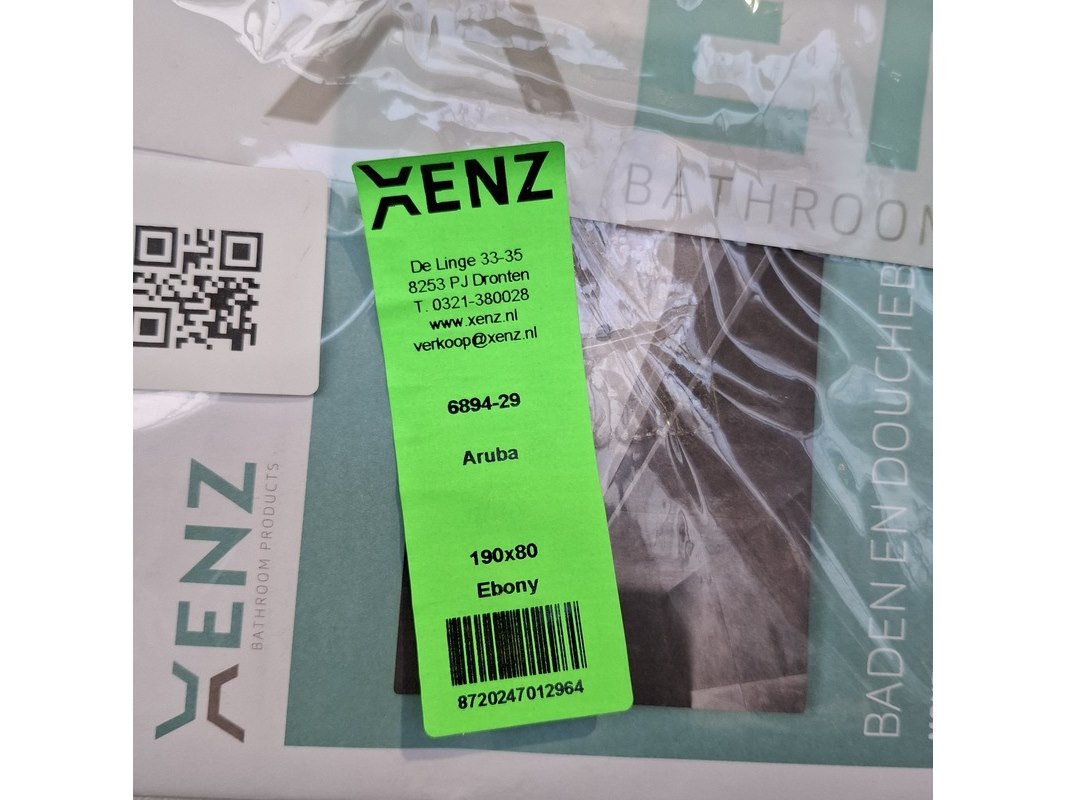 BATHROOM
XENZ
De Linge 33-35
8253 PJ Dronten
T. 0321-380028
www.xenz.nl
verkoop@xenz.nl
6894-29
Aruba
190x80
Ebony
8720247012964
XENZ
BATHROOM PRODUCTS
BADEN EN